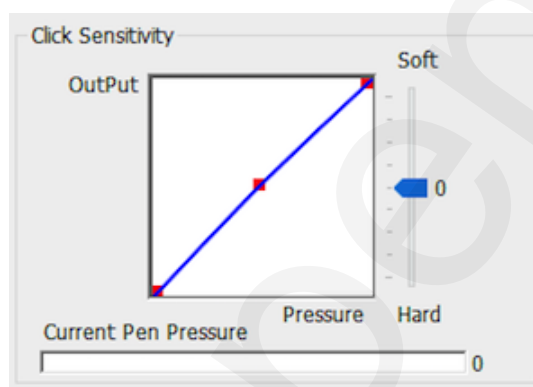 Click Sensitivity
Soft
OutPut
0
Pressure
Hard
Current Pen Pressure
0